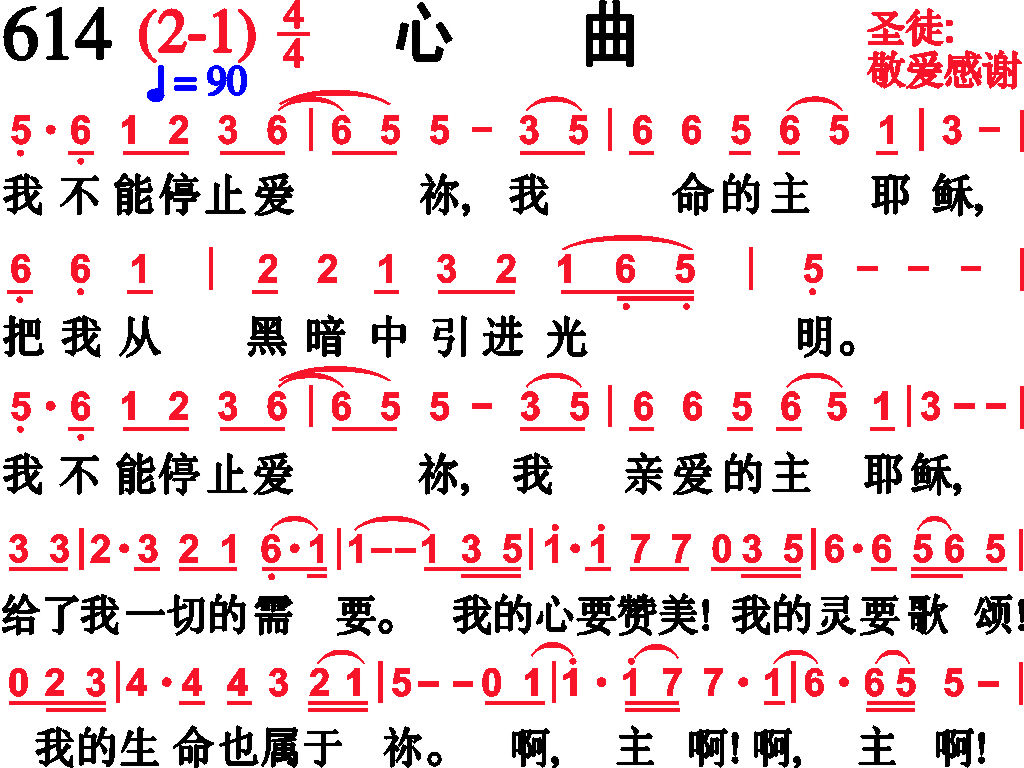 614 (2-1) 4/4 心 曲 圣徒:
♩=90 敬爱感谢
5·6 1 2 3 6|6 5 5 - 3 5|6 6 5 6 5 1|3 -|
我不能停止爱 祢, 我 命的主 耶稣,
6 6 1 | 2 2 1 3 2 1 6 5 | 5 - - -|
把我从 黑暗中引进光 明。
5·6 1 2 3 6|6 5 5 - 3 5|6 6 5 6 5 1|3--|
我不能停止爱 祢, 我 亲爱的主 耶稣,
3 3|2·3 2 1 6·1|1--1 3 5|1·1 7 7 0 3 5|6·6 5 6 5|
给了我一切的需 要。 我的心要赞美! 我的灵要歌 颂!
0 2 3|4·4 4 3 2 1|5--0 1|1·1 7 7·1|6·6 5 5-|
我的生命也属于 祢。 啊, 主 啊! 啊, 主 啊!